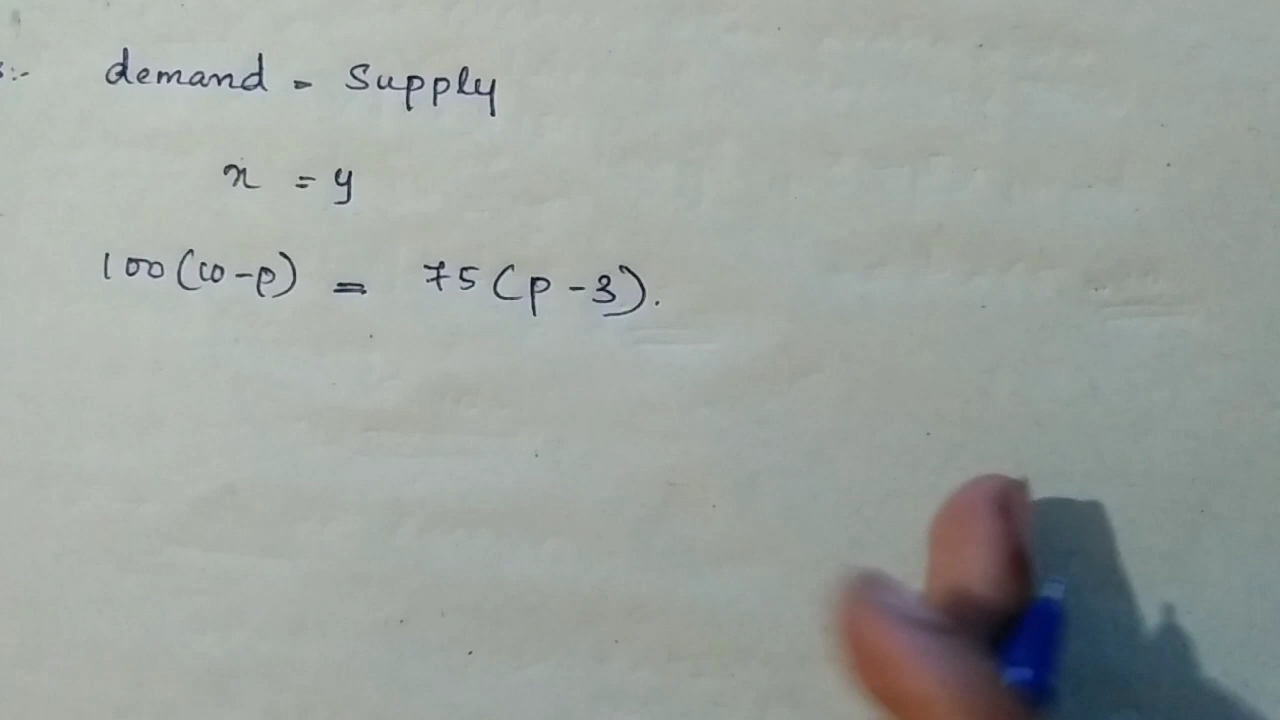 :-  demand = Supply
x = y
100(10-p) = 75(p-3).